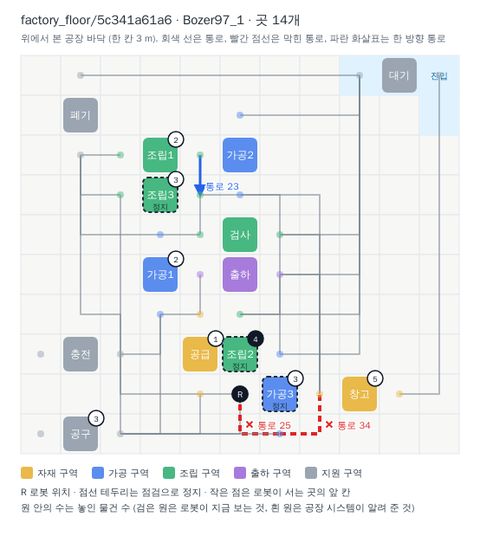 factory_floor/5c341a61a6 · Bozer97_1 · 곳 14개
위에서 본 공장 바닥 (한 칸 3 m). 회색 선은 통로, 빨간 점선은 막힌 통로, 파란 화살표는 한 방향 통로
대기
진입
폐기
조립1
2
가공2
조립3
3
정지
통로 23
검사
가공1
2
출하
충전
공급
1
조립2
4
정지
R
가공3
3
정지
창고
5
공구
3
× 통로 25
× 통로 34
자재 구역
가공 구역
조립 구역
출하 구역
지원 구역
R 로봇 위치 · 점선 테두리는 점검으로 정지 · 작은 점은 로봇이 서는 곳의 앞 칸
원 안의 수는 놓인 물건 수 (검은 원은 로봇이 지금 보는 것, 흰 원은 공장 시스템이 알려 준 것)